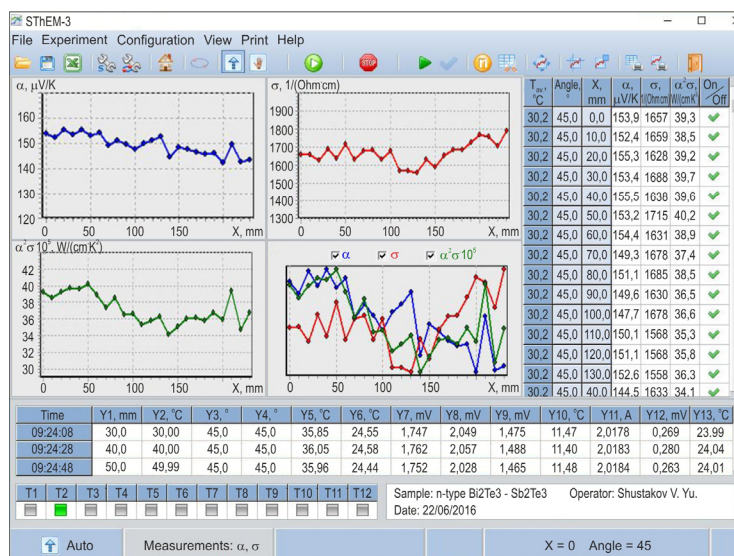 SThEM-3
File Experiment Configuration View Print Help
STOP
α, μV/K
160
150
140
130
120
0 50 100 150 X, mm
σ, 1/(Ohm·cm)
1900
1800
1700
1600
1500
1400
1300
0 50 100 150 X, mm
α²σ 10⁵, W/(cmK²)
42
40
38
36
34
32
30
0 50 100 150 X, mm
α σ α²σ10⁵
0 50 100 150 X, mm
Tav, °C Angle, ° X, mm α, μV/K σ, 1/(Ohm·cm) α²σ, W/(cmK²) On Off
30,2 45,0 0,0 153,9 1657 39,3
30,2 45,0 10,0 152,4 1659 38,5
30,2 45,0 20,0 155,3 1628 39,2
30,2 45,0 30,0 153,4 1688 39,7
30,2 45,0 40,0 155,5 1638 39,6
30,2 45,0 50,0 153,2 1715 40,2
30,2 45,0 60,0 154,4 1631 38,9
30,2 45,0 70,0 149,3 1678 37,4
30,2 45,0 80,0 151,1 1685 38,5
30,2 45,0 90,0 149,6 1630 36,5
30,2 45,0 100,0 147,7 1678 36,6
30,2 45,0 110,0 150,1 1568 35,3
30,2 45,0 120,0 151,1 1568 35,8
30,2 45,0 130,0 152,6 1558 36,3
30,2 45,0 40,0 144,5 1633 34,1
Time Y1, mm Y2, °C Y3, ° Y4, ° Y5, °C Y6, °C Y7, mV Y8, mV Y9, mV Y10, °C Y11, A Y12, mV Y13, °C
09:24:08 30,0 30,00 45,0 45,0 35,85 24,55 1,747 2,049 1,475 11,47 2,0178 0,269 23.99
09:24:28 40,0 40,00 45,0 45,0 36,05 24,58 1,762 2,057 1,488 11,40 2,0183 0,280 24,04
09:24:48 50,0 49,99 45,0 45,0 35,96 24,44 1,752 2,028 1,465 11,48 2,0184 0,263 24,01
T1 T2 T3 T4 T5 T6 T7 T8 T9 T10 T11 T12
Sample: n-type Bi2Te3 - Sb2Te3 Operator: Shustakov V. Yu.
Date: 22/06/2016
Auto Measurements: α, σ X = 0 Angle = 45